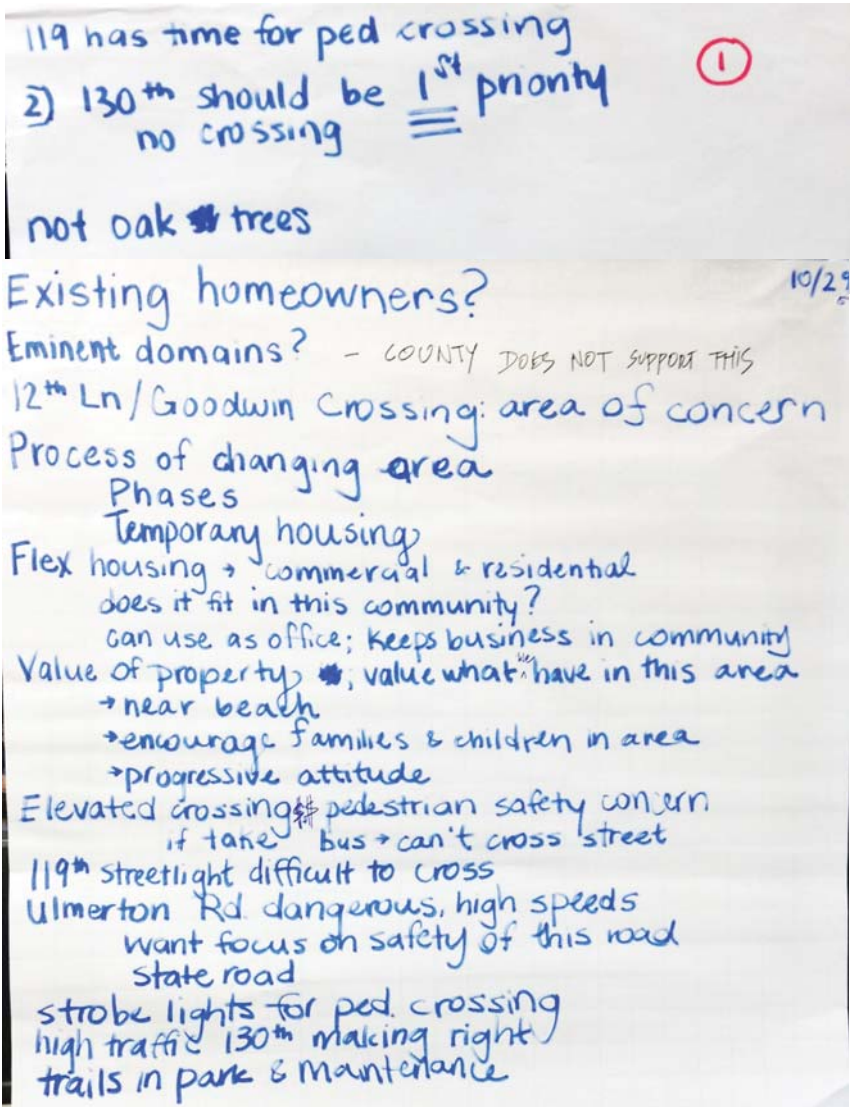 119 has time for ped crossing
1
2) 130th should be 1st priority
no crossing
not oak trees
Existing homeowners?
10/29
Eminent domains? - COUNTY DOES NOT SUPPORT THIS
12th Ln/Goodwin Crossing: area of concern
Process of changing area
Phases
Temporary housing
Flex housing → commercial & residential
does it fit in this community?
can use as office; keeps business in community
Value of property; value what we have in this area
→ near beach
→ encourage families & children in area
→ progressive attitude
Elevated crossing pedestrian safety concern
if take bus → can't cross street
119th streetlight difficult to cross
Ulmerton Rd. dangerous, high speeds
want focus on safety of this road
State road
strobe lights for ped. crossing
high traffic 130th making right
trails in park & maintenance